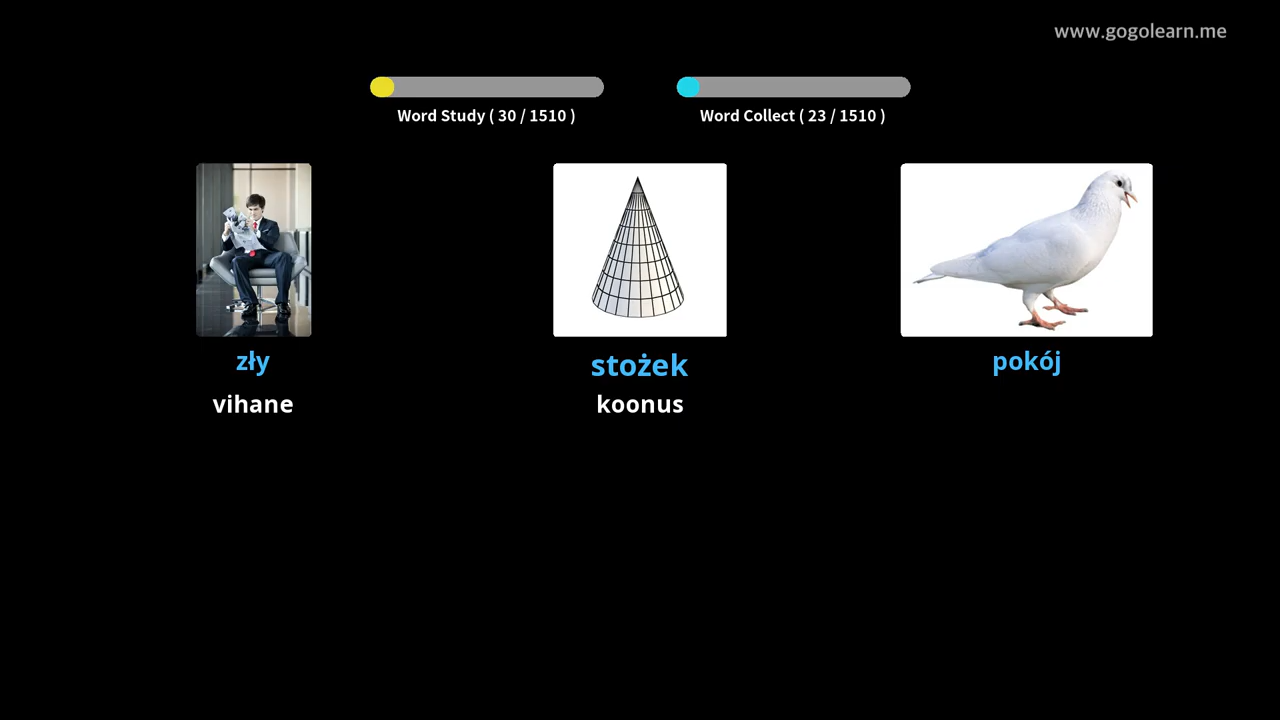 www.gogolearn.me
Word Study ( 30 / 1510 )
Word Collect ( 23 / 1510 )
zły
stożek
pokój
vihane
koonus